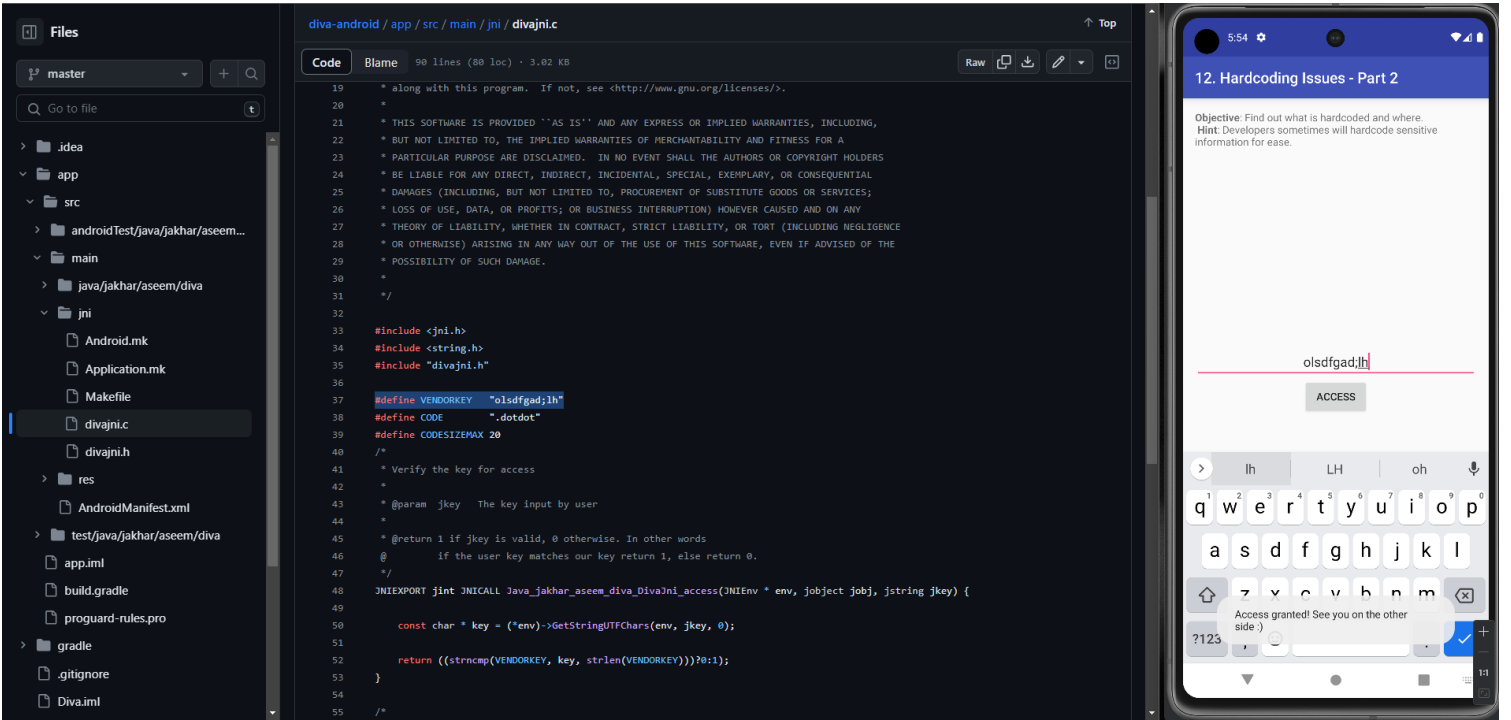 Files
master
Go to file
t
.idea
app
src
androidTest/java/jakhar/aseem...
main
java/jakhar/aseem/diva
jni
Android.mk
Application.mk
Makefile
divajni.c
divajni.h
res
AndroidManifest.xml
test/java/jakhar/aseem/diva
app.iml
build.gradle
proguard-rules.pro
gradle
.gitignore
Diva.iml
diva-android / app / src / main / jni / divajni.c
Top
Code Blame 90 lines (80 loc) · 3.02 KB
Raw
19 * along with this program. If not, see <http://www.gnu.org/licenses/>.
20 *
21 * THIS SOFTWARE IS PROVIDED ``AS IS'' AND ANY EXPRESS OR IMPLIED WARRANTIES, INCLUDING,
22 * BUT NOT LIMITED TO, THE IMPLIED WARRANTIES OF MERCHANTABILITY AND FITNESS FOR A
23 * PARTICULAR PURPOSE ARE DISCLAIMED. IN NO EVENT SHALL THE AUTHORS OR COPYRIGHT HOLDERS
24 * BE LIABLE FOR ANY DIRECT, INDIRECT, INCIDENTAL, SPECIAL, EXEMPLARY, OR CONSEQUENTIAL
25 * DAMAGES (INCLUDING, BUT NOT LIMITED TO, PROCUREMENT OF SUBSTITUTE GOODS OR SERVICES;
26 * LOSS OF USE, DATA, OR PROFITS; OR BUSINESS INTERRUPTION) HOWEVER CAUSED AND ON ANY
27 * THEORY OF LIABILITY, WHETHER IN CONTRACT, STRICT LIABILITY, OR TORT (INCLUDING NEGLIGENCE
28 * OR OTHERWISE) ARISING IN ANY WAY OUT OF THE USE OF THIS SOFTWARE, EVEN IF ADVISED OF THE
29 * POSSIBILITY OF SUCH DAMAGE.
30 *
31 */
32
33 #include <jni.h>
34 #include <string.h>
35 #include "divajni.h"
36
37 #define VENDORKEY "olsdfgad;lh"
38 #define CODE ".dotdot"
39 #define CODESIZEMAX 20
40 /*
41 * Verify the key for access
42 *
43 * @param jkey The key input by user
44 *
45 * @return 1 if jkey is valid, 0 otherwise. In other words
46 @ if the user key matches our key return 1, else return 0.
47 */
48 JNIEXPORT jint JNICALL Java_jakhar_aseem_diva_DivaJni_access(JNIEnv * env, jobject jobj, jstring jkey) {
49
50 const char * key = (*env)->GetStringUTFChars(env, jkey, 0);
51
52 return ((strncmp(VENDORKEY, key, strlen(VENDORKEY)))?0:1);
53 }
54
55 /*
5:54
12. Hardcoding Issues - Part 2
Objective: Find out what is hardcoded and where.
Hint: Developers sometimes will hardcode sensitive
information for ease.
olsdfgad;lh
ACCESS
lh LH oh
q1 w2 e3 r4 t5 y6 u7 i8 o9 p0
a s d f g h j k l
z x c v b n m
Access granted! See you on the other
side :)
?123 , .
1:1